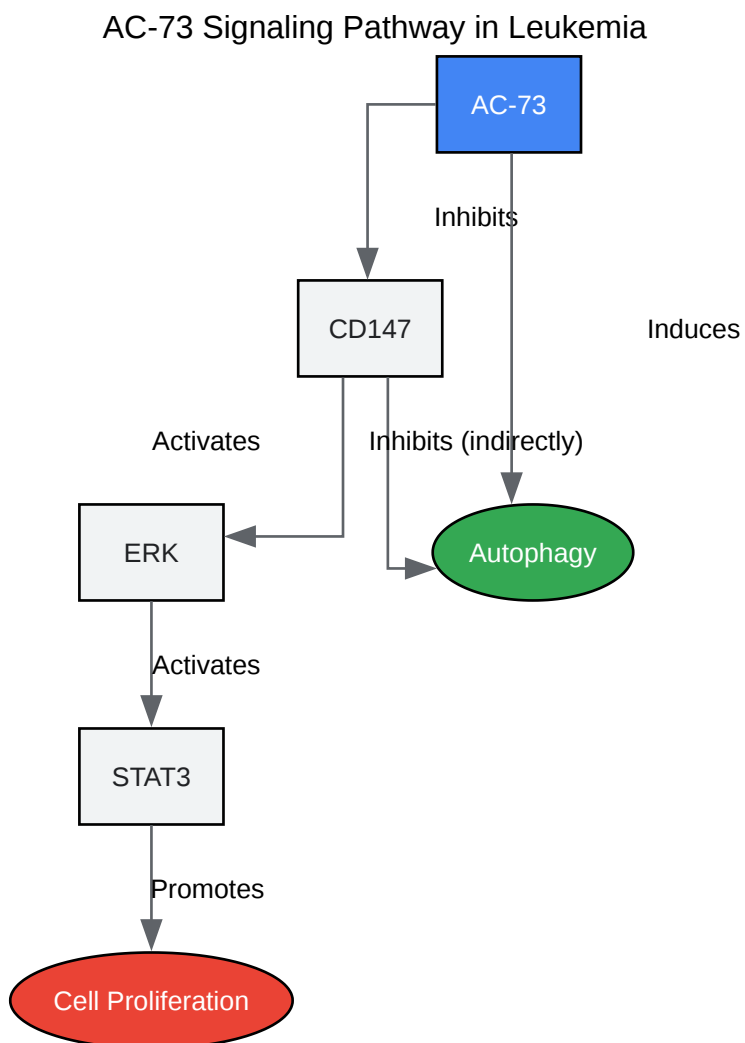 AC-73 Signaling Pathway in Leukemia
AC-73
Inhibits
CD147
Induces
Activates
Inhibits (indirectly)
ERK
Autophagy
Activates
STAT3
Promotes
Cell Proliferation